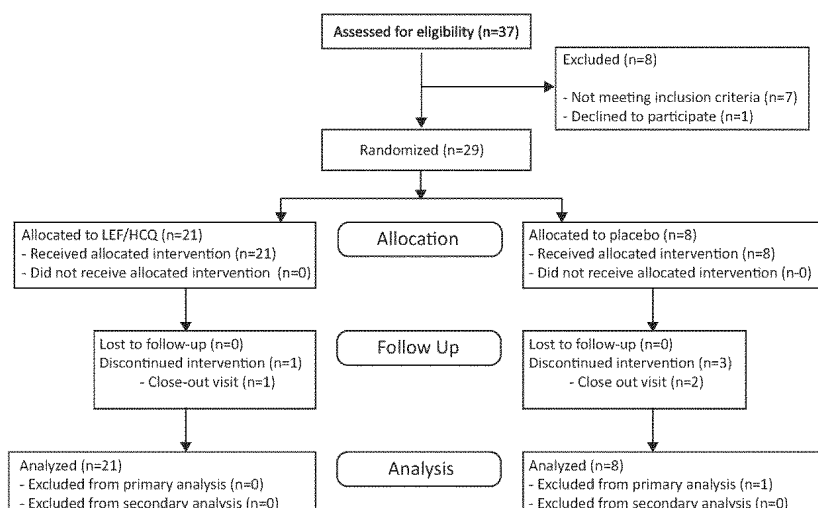 Assessed for eligibility (n=37)
Excluded (n=8)
- Not meeting inclusion criteria (n=7)
- Declined to participate (n=1)
Randomized (n=29)
Allocated to LEF/HCQ (n=21)
- Received allocated intervention (n=21)
- Did not receive allocated intervention (n=0)
Allocation
Allocated to placebo (n=8)
- Received allocated intervention (n=8)
- Did not receive allocated intervention (n-0)
Lost to follow-up (n=0)
Discontinued intervention (n=1)
- Close-out visit (n=1)
Follow Up
Lost to follow-up (n=0)
Discontinued intervention (n=3)
- Close out visit (n=2)
Analyzed (n=21)
- Excluded from primary analysis (n=0)
- Excluded from secondary analysis (n=0)
Analysis
Analyzed (n=8)
- Excluded from primary analysis (n=1)
- Excluded from secondary analysis (n=0)